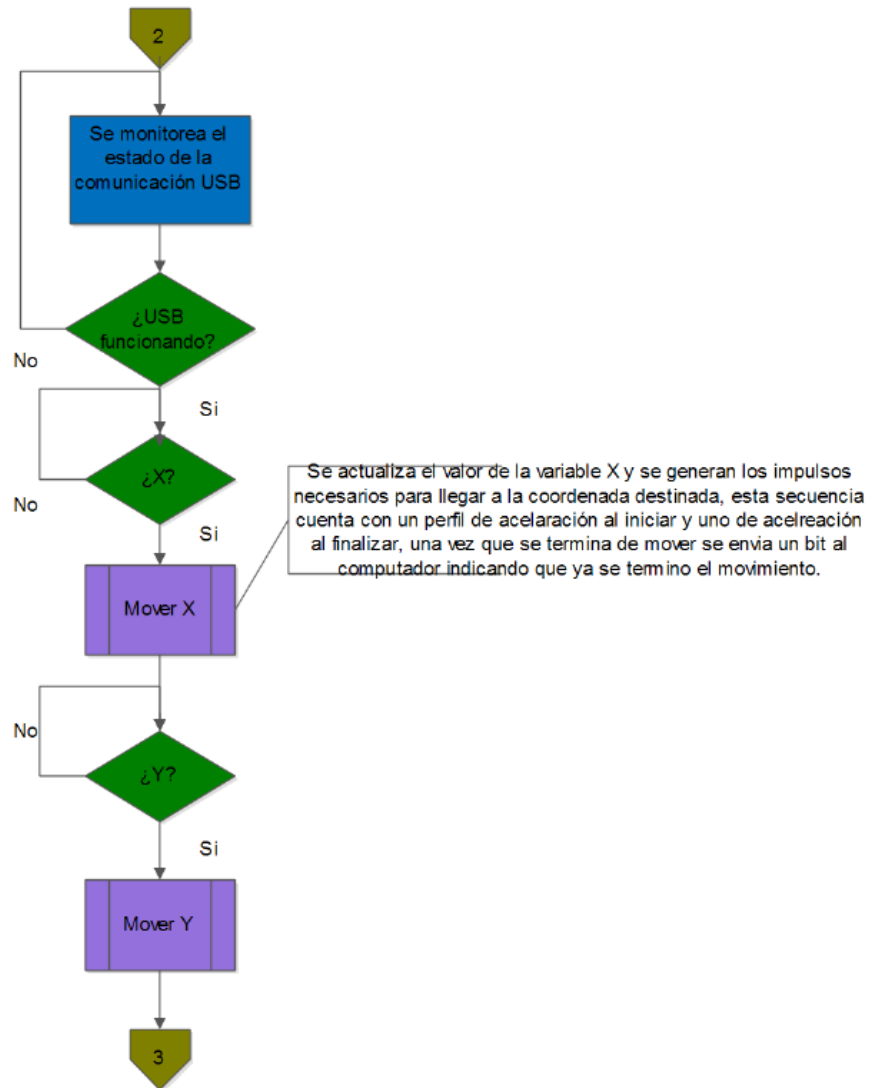 2
Se monitorea el
estado de la
comunicación USB
¿USB
funcionando?
No
Si
¿X?
No
Si
Se actualiza el valor de la variable X y se generan los impulsos
necesarios para llegar a la coordenada destinada, esta secuencia
cuenta con un perfil de acelaración al iniciar y uno de acelreación
al finalizar, una vez que se termina de mover se envia un bit al
computador indicando que ya se termino el movimiento.
Mover X
No
¿Y?
Si
Mover Y
3